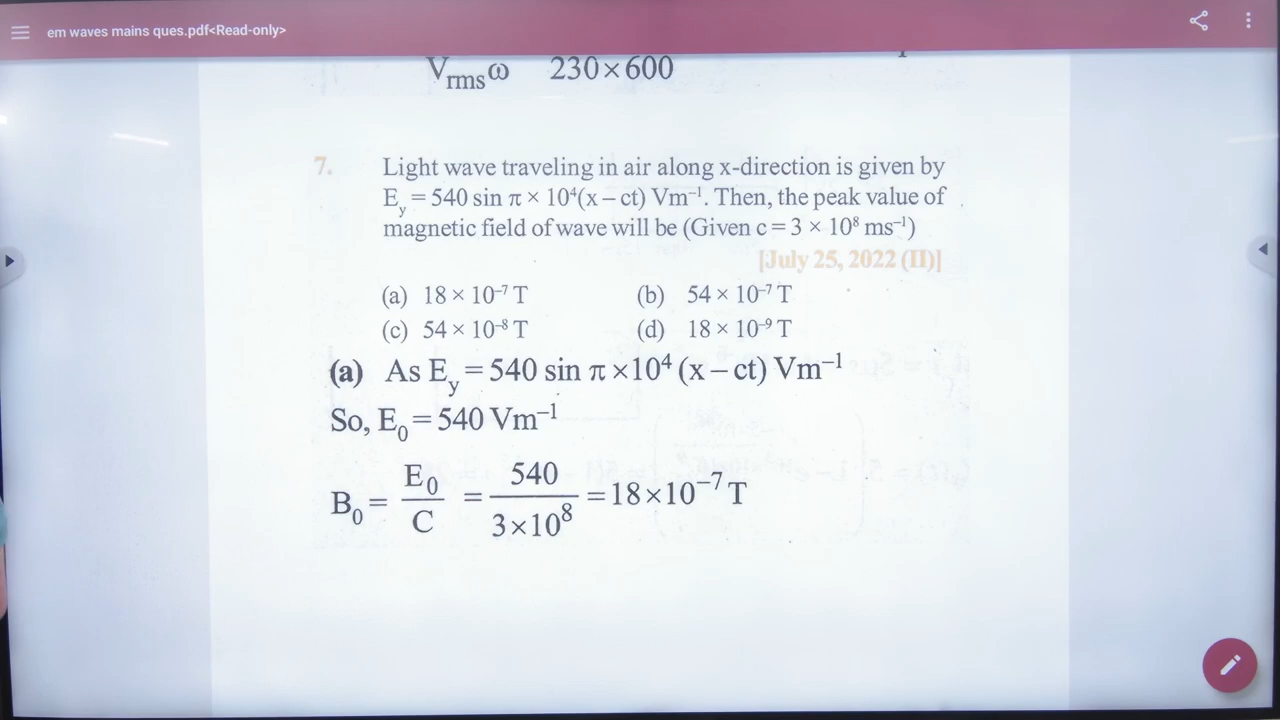 em waves mains ques.pdf<Read-only>
V_rms ω 230×600
7. Light wave traveling in air along x-direction is given by
E_y = 540 sin π × 10⁴(x – ct) Vm⁻¹. Then, the peak value of
magnetic field of wave will be (Given c = 3 × 10⁸ ms⁻¹)
[July 25, 2022 (II)]
(a) 18 × 10⁻⁷ T (b) 54 × 10⁻⁷ T
(c) 54 × 10⁻⁸ T (d) 18 × 10⁻⁹ T
(a) As E_y = 540 sin π ×10⁴ (x – ct) Vm⁻¹
So, E₀ = 540 Vm⁻¹
B₀ = E₀/C = 540/3×10⁸ = 18×10⁻⁷ T